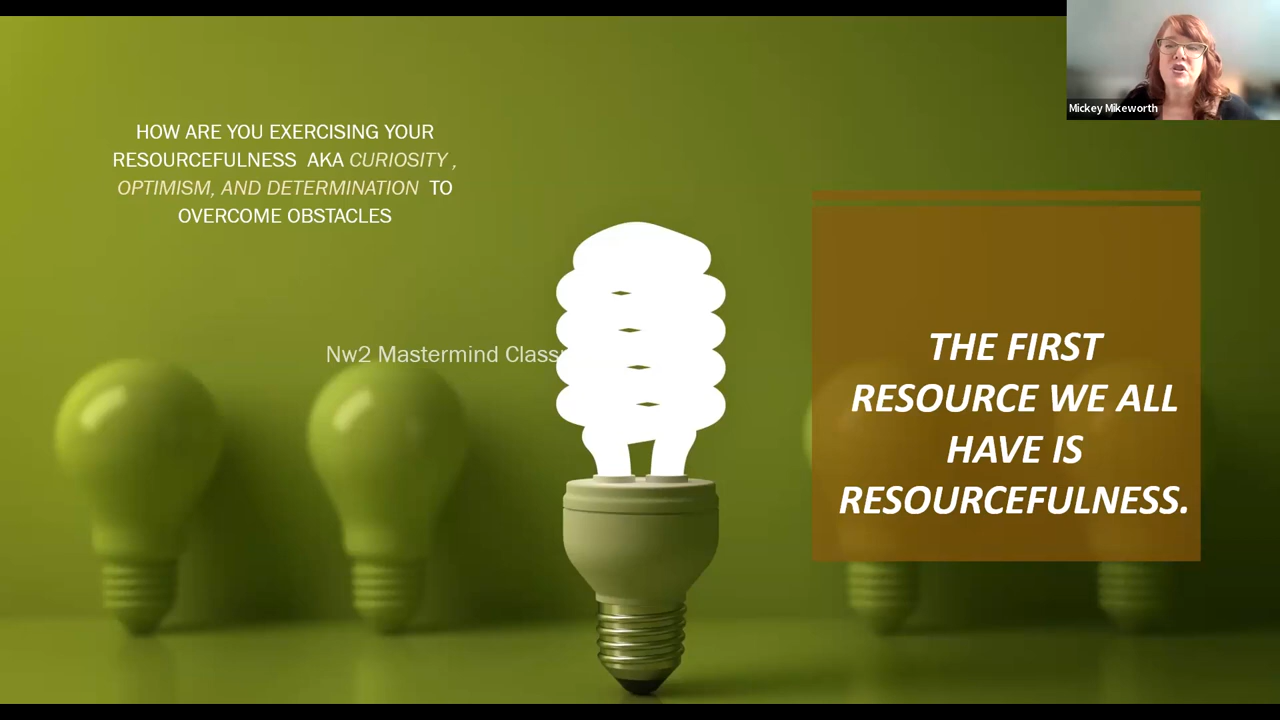 Mickey Mikeworth
HOW ARE YOU EXERCISING YOUR
RESOURCEFULNESS AKA CURIOSITY ,
OPTIMISM, AND DETERMINATION TO
OVERCOME OBSTACLES
Nw2 Mastermind
THE FIRST
RESOURCE WE ALL
HAVE IS
RESOURCEFULNESS.